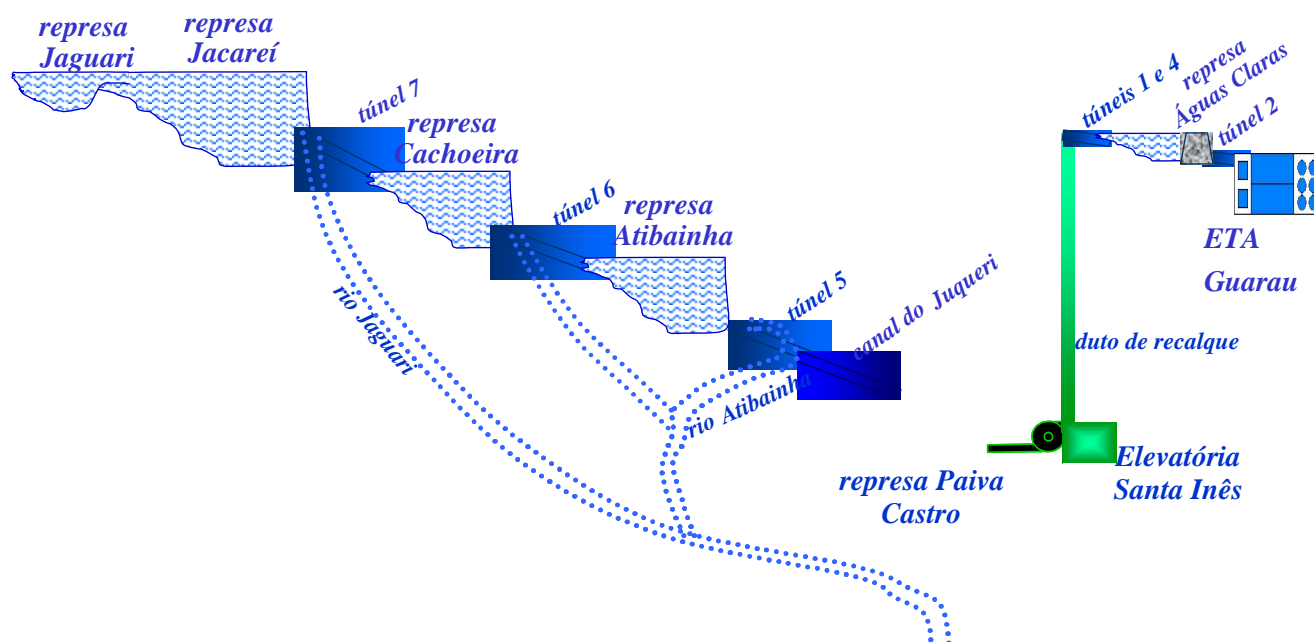 represa
Jaguari
represa
Jacareí
túnel 7
represa
Cachoeira
túnel 6
represa
Atibainha
túnel 5
canal do Juqueri
rio Jaguari
rio Atibainha
represa Paiva
Castro
túneis 1 e 4
represa
Águas Claras
túnel 2
ETA
Guarau
duto de recalque
Elevatória
Santa Inês